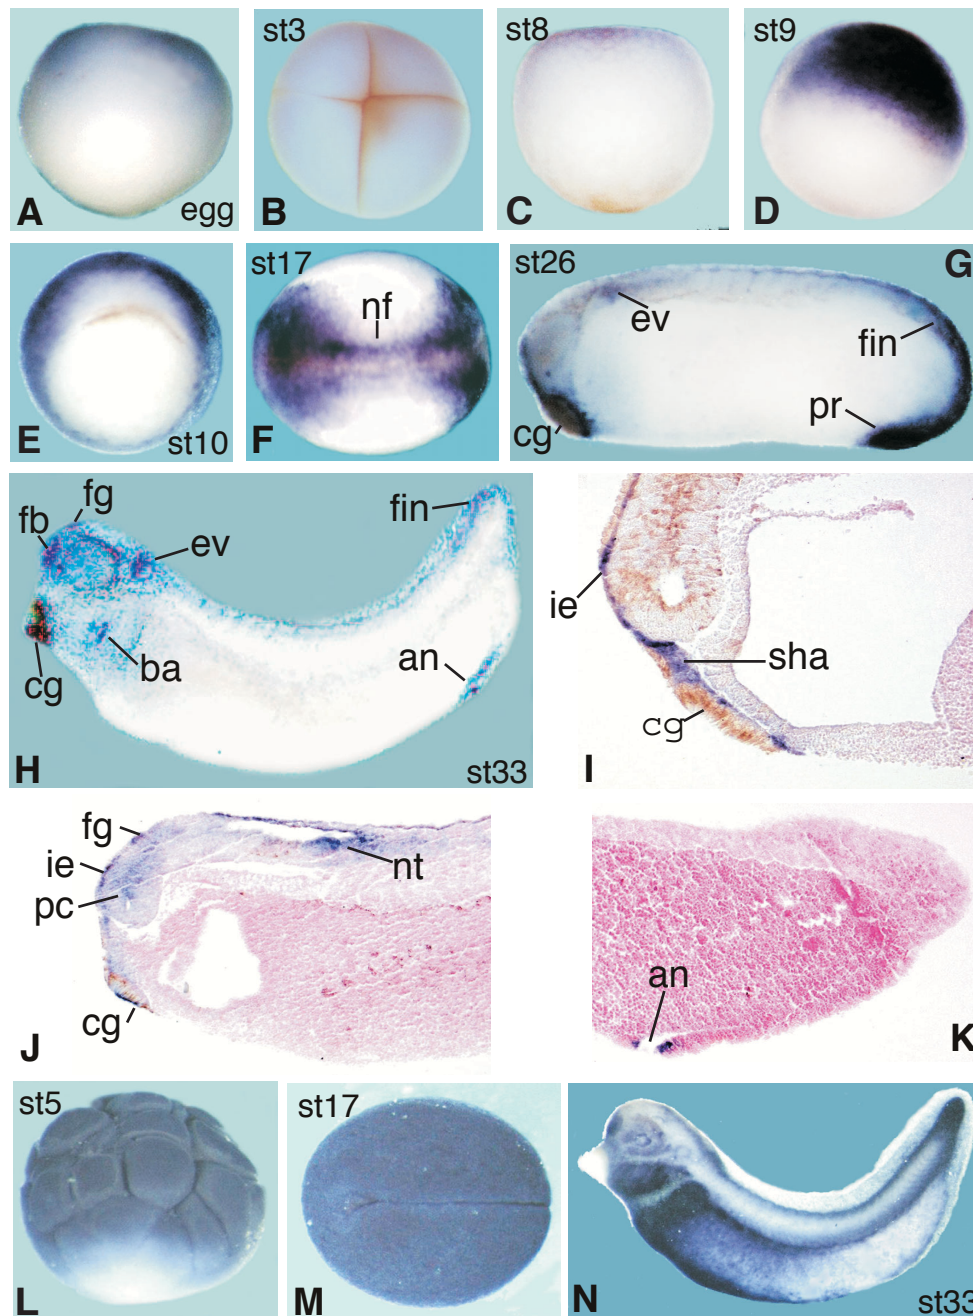 A
egg
st3
B
st8
C
st9
D
E
st10
st17
nf
F
st26
G
ev
fin
pr
cg
fg
fb
ev
fin
cg
ba
an
H
st33
ie
sha
cg
I
fg
ie
pc
nt
cg
J
an
K
st5
L
st17
M
N
st33